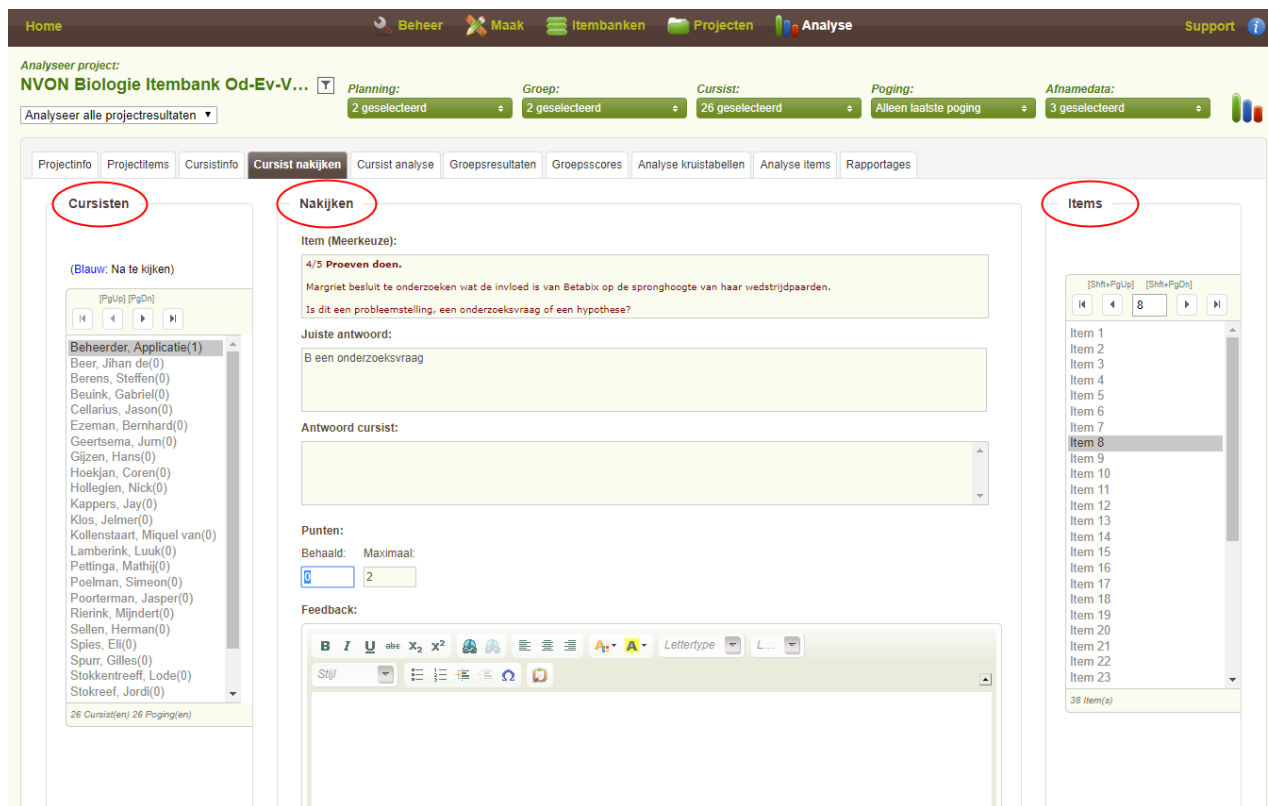 Home Beheer Maak Itembanken Projecten Analyse Support
Analyseer project:
NVON Biologie Itembank Od-Ev-V...
Planning: Groep: Cursist: Poging: Afnamedata:
2 geselecteerd 2 geselecteerd 26 geselecteerd Alleen laatste poging 3 geselecteerd
Analyseer alle projectresultaten
Projectinfo Projectitems Cursistinfo Cursist nakijken Cursist analyse Groepsresultaten Groepsscores Analyse kruistabellen Analyse items Rapportages
Cursisten
(Blauw: Na te kijken)
[PgUp] [PgDn]
Beheerder, Applicatie(1)
Beer, Jihan de(0)
Berens, Steffen(0)
Beuink, Gabriel(0)
Cellarius, Jason(0)
Ezeman, Bernhard(0)
Geertsema, Jurn(0)
Gijzen, Hans(0)
Hoekjan, Coren(0)
Hollegien, Nick(0)
Kappers, Jay(0)
Klos, Jelmer(0)
Kollenstaart, Miquel van(0)
Lamberink, Luuk(0)
Pettinga, Mathij(0)
Poelman, Simeon(0)
Poorterman, Jasper(0)
Rierink, Mijndert(0)
Sellen, Herman(0)
Spies, Eli(0)
Spurr, Gilles(0)
Stokkentreeff, Lode(0)
Stokreef, Jordi(0)
26 Cursist(en) 26 Poging(en)
Nakijken
Item (Meerkeuze):
4/5 Proeven doen.
Margriet besluit te onderzoeken wat de invloed is van Betabix op de spronghoogte van haar wedstrijdpaarden.
Is dit een probleemstelling, een onderzoeksvraag of een hypothese?
Juiste antwoord:
B een onderzoeksvraag
Antwoord cursist:
Punten:
Behaald: Maximaal:
0 2
Feedback:
B I U abc X₂ X² A A Lettertype L...
Stijl Ω
Items
[Shft+PgUp] [Shft+PgDn]
8
Item 1
Item 2
Item 3
Item 4
Item 5
Item 6
Item 7
Item 8
Item 9
Item 10
Item 11
Item 12
Item 13
Item 14
Item 15
Item 16
Item 17
Item 18
Item 19
Item 20
Item 21
Item 22
Item 23
38 Item(s)